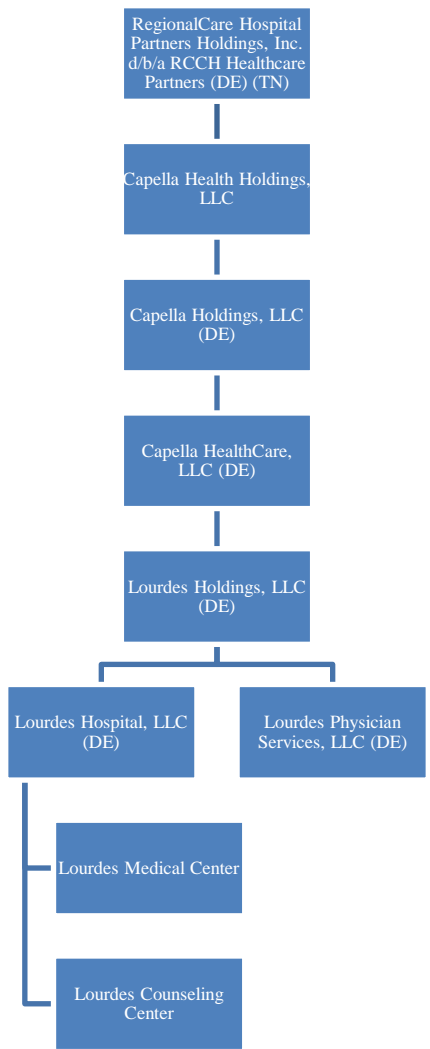 RegionalCare Hospital
Partners Holdings, Inc.
d/b/a RCCH Healthcare
Partners (DE) (TN)
Capella Health Holdings,
LLC
Capella Holdings, LLC
(DE)
Capella HealthCare,
LLC (DE)
Lourdes Holdings, LLC
(DE)
Lourdes Hospital, LLC
(DE)
Lourdes Physician
Services, LLC (DE)
Lourdes Medical Center
Lourdes Counseling
Center